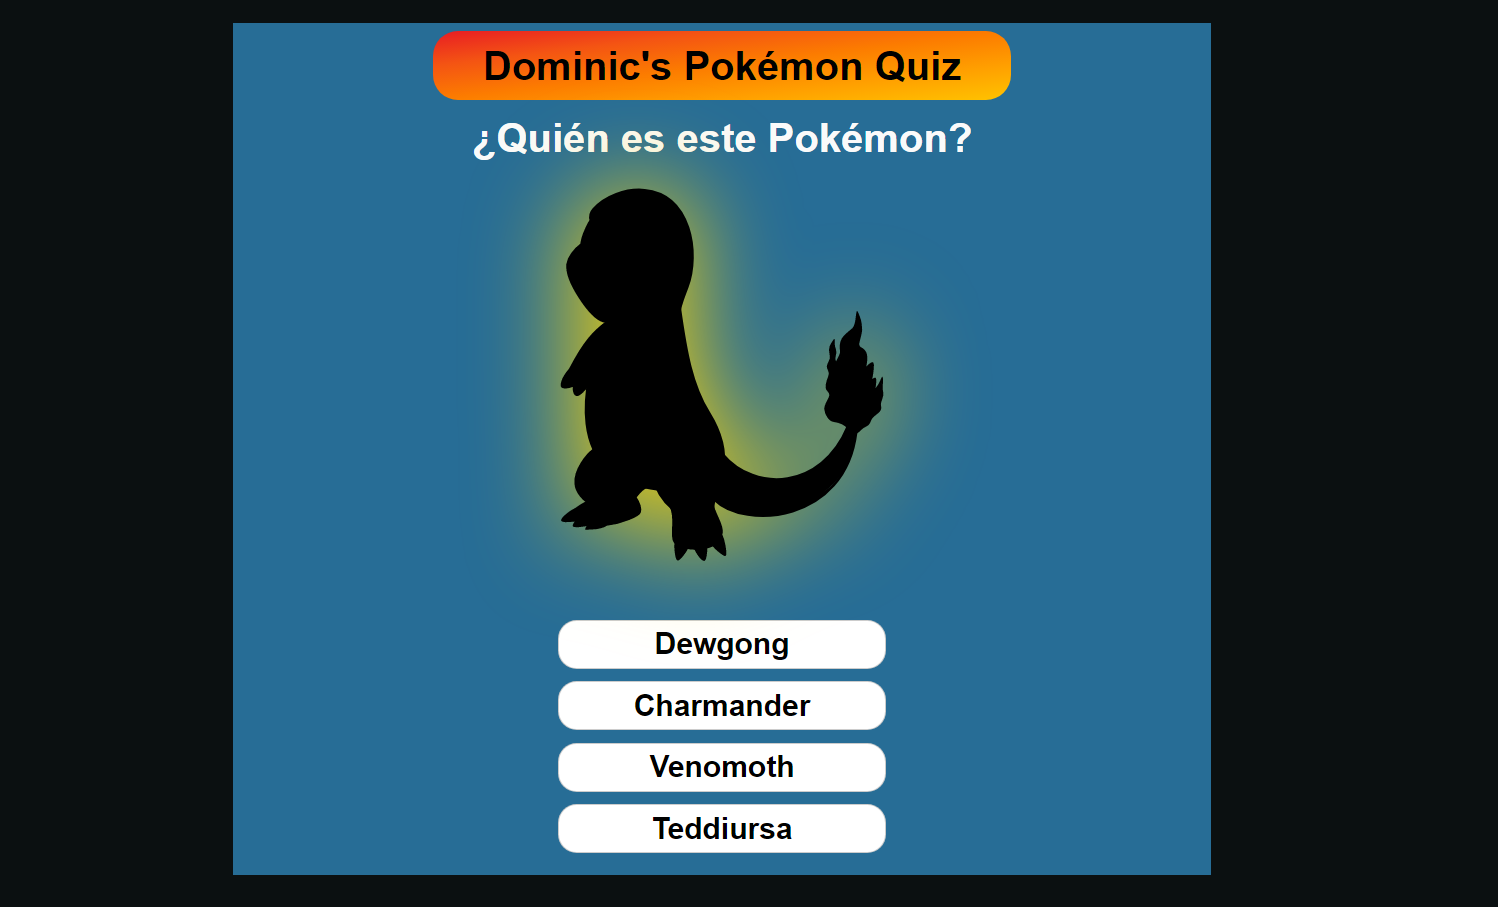 Dominic's Pokémon Quiz
¿Quién es este Pokémon?
Dewgong
Charmander
Venomoth
Teddiursa